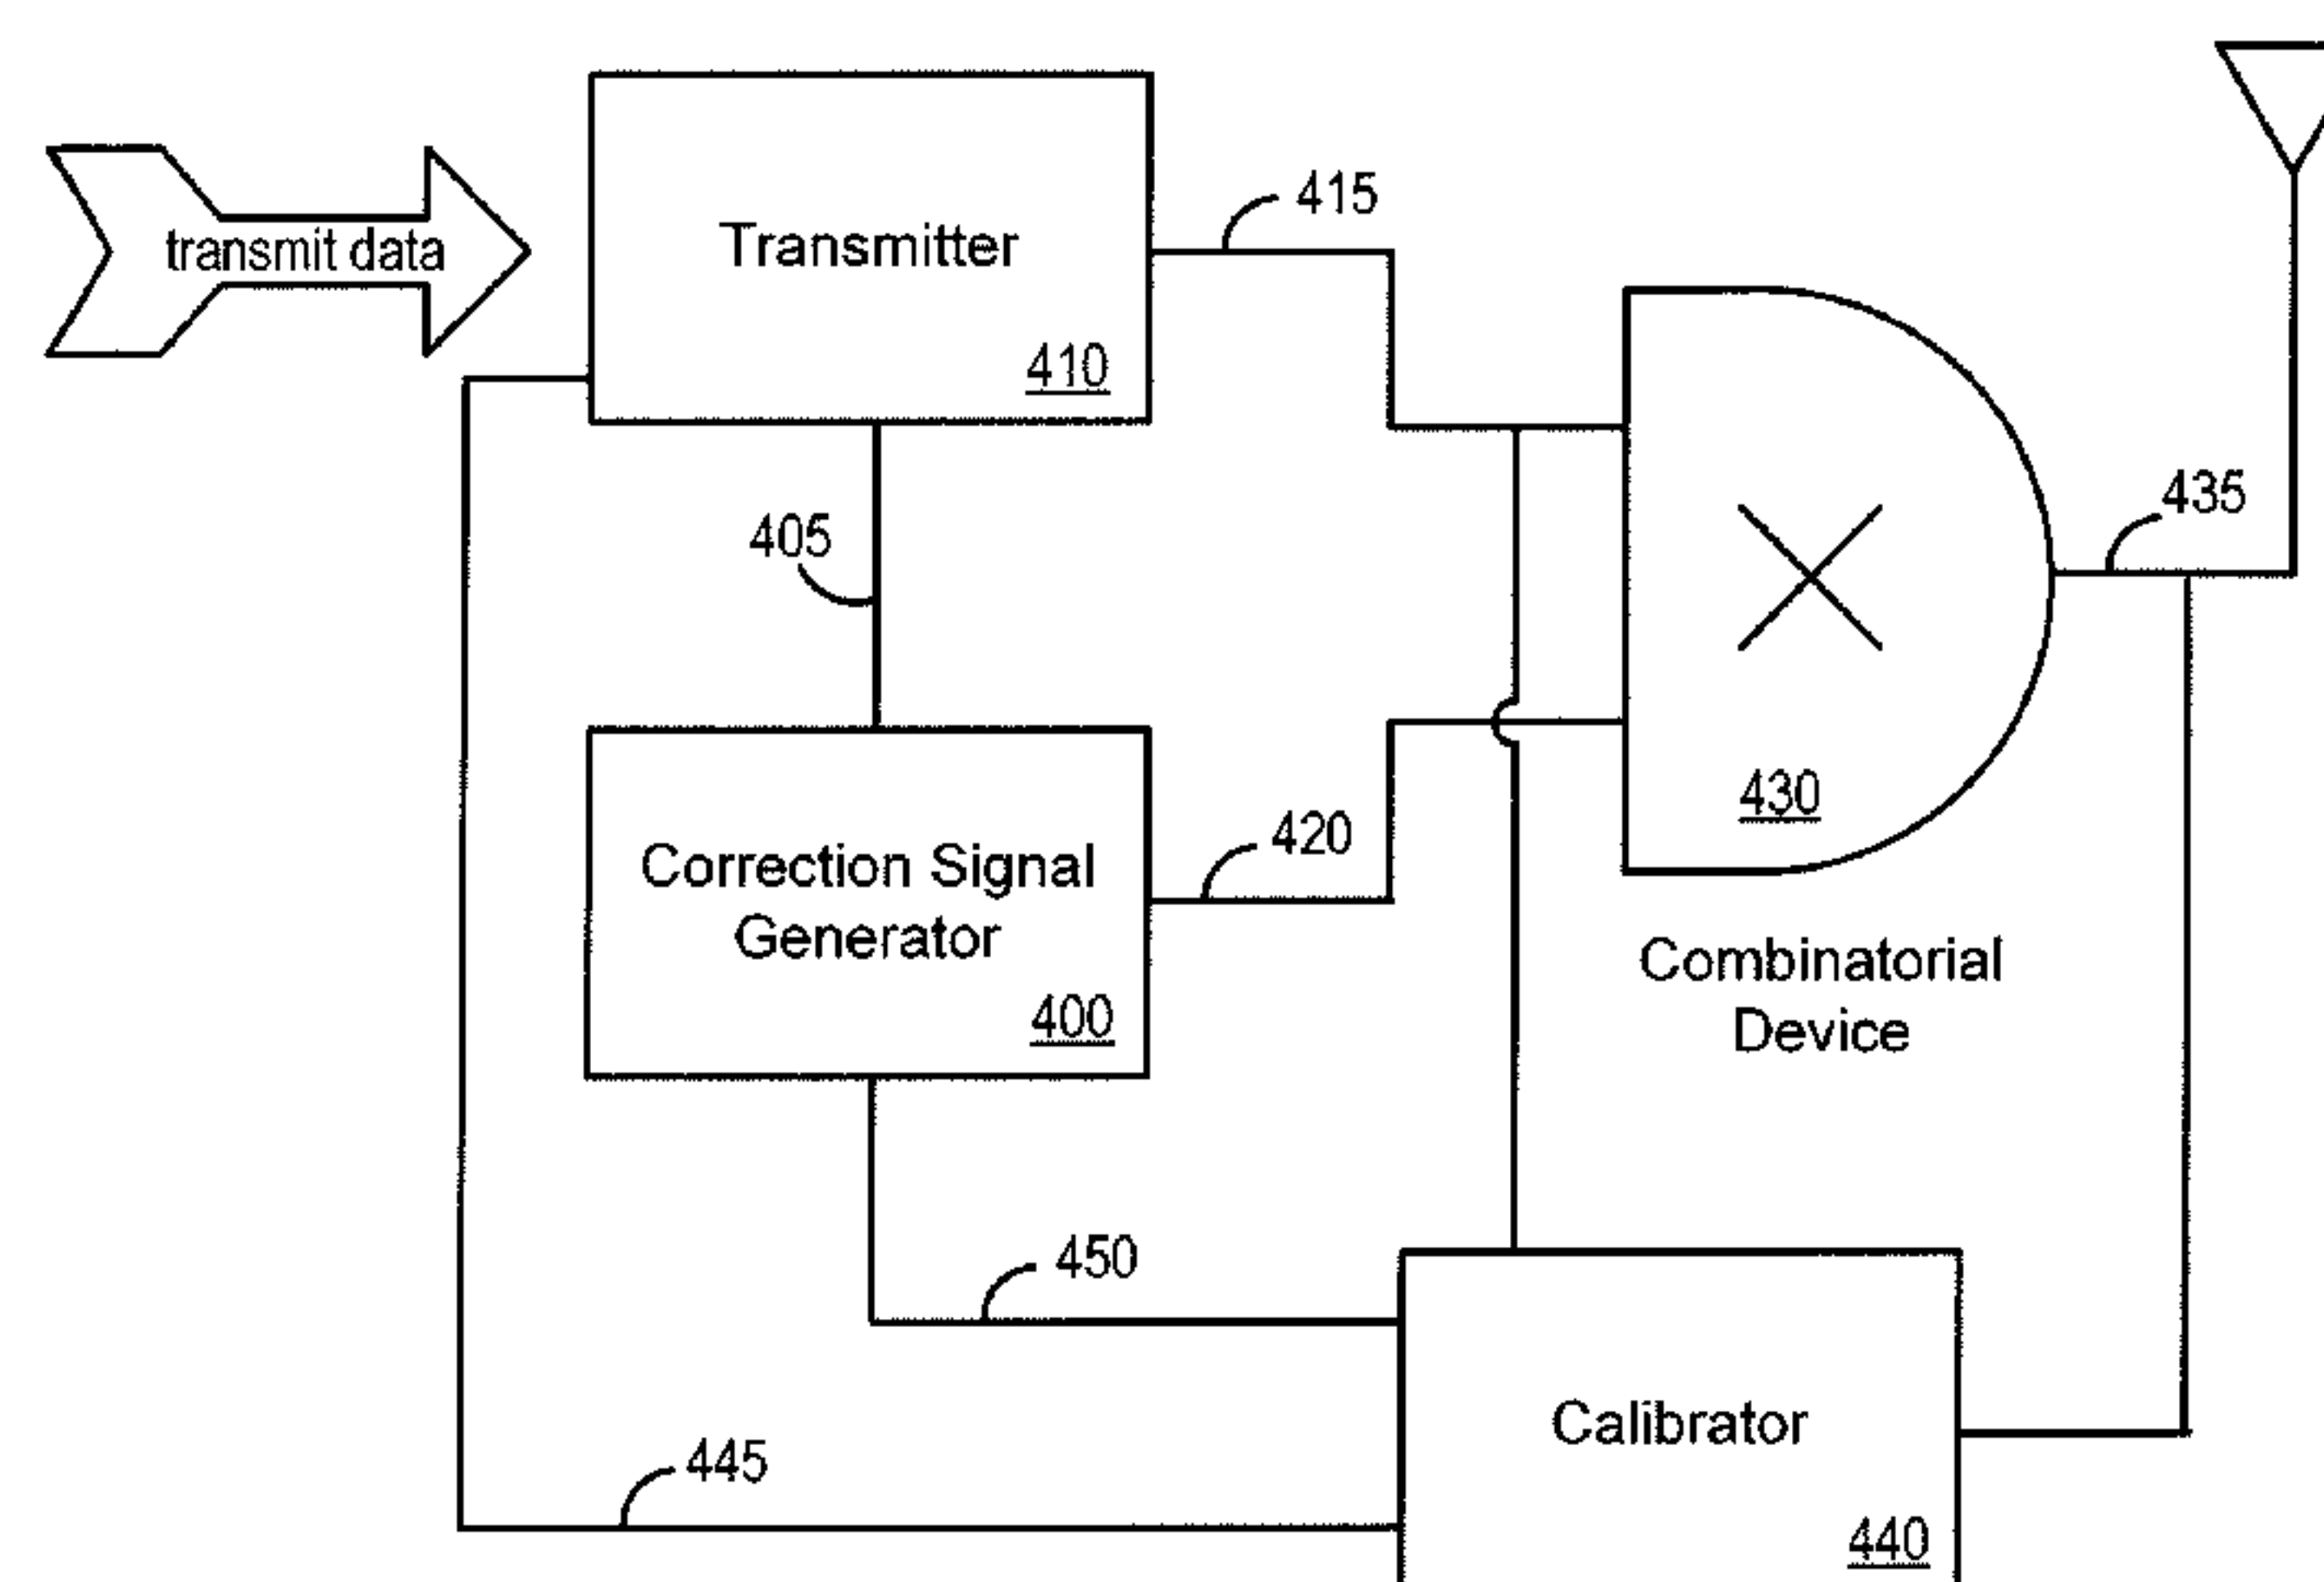 transmit data
Transmitter
410
415
405
435
430
Correction Signal
Generator
400
420
Combinatorial
Device
450
Calibrator
445
440